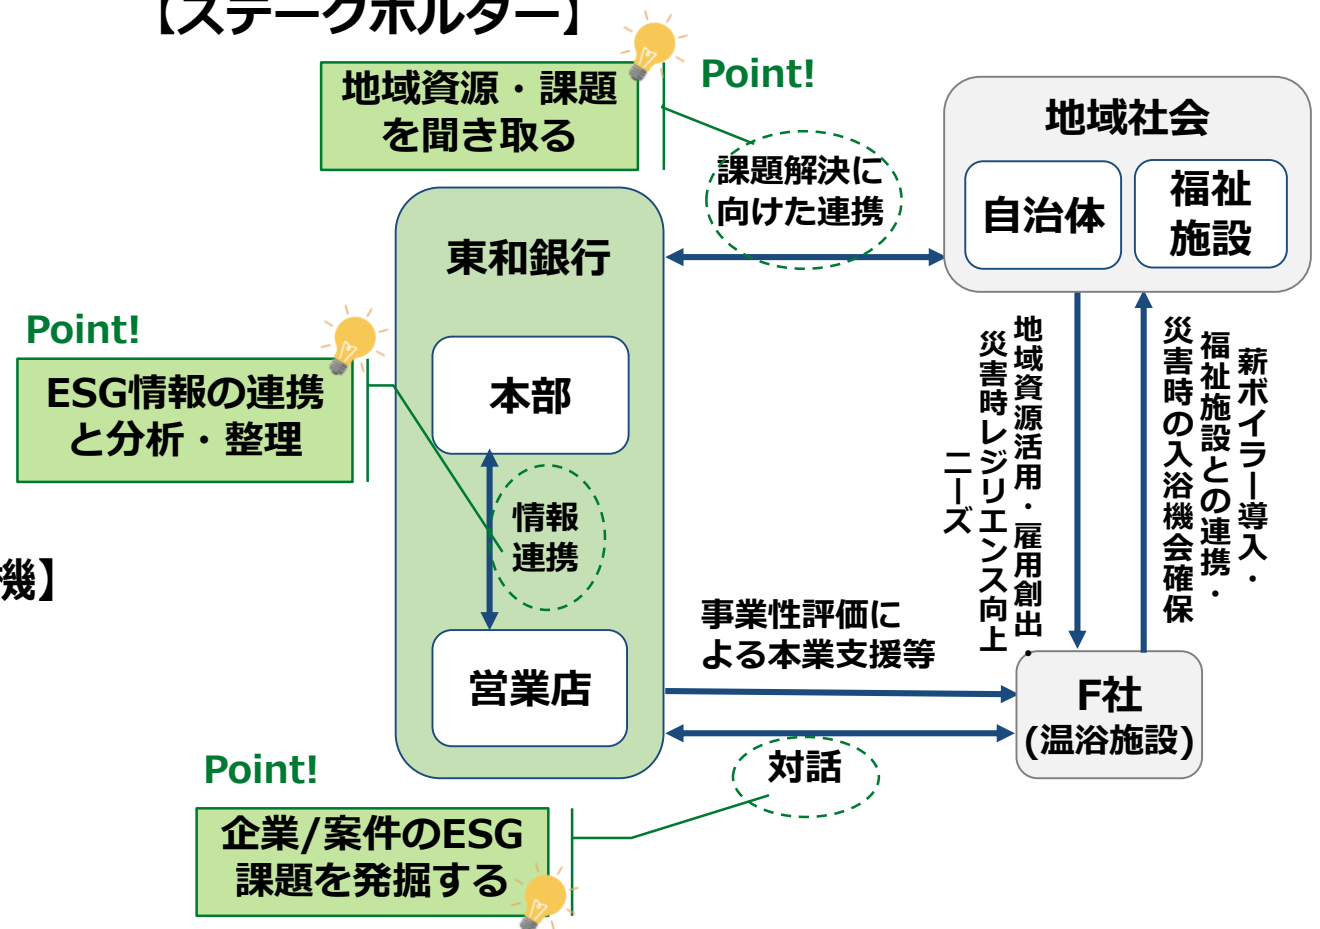 【ステークホルダー】
地域資源・課題
を聞き取る
Point!
課題解決に
向けた連携
地域社会
自治体
福祉
施設
東和銀行
Point!
ESG情報の連携
と分析・整理
本部
情報
連携
機】
営業店
地域資源活用・雇用創出・
災害時レジリエンス向上
ニーズ
薪ボイラー導入・
福祉施設との連携・
災害時の入浴機会確保
事業性評価に
よる本業支援等
F社
(温浴施設)
対話
Point!
企業/案件のESG
課題を発掘する